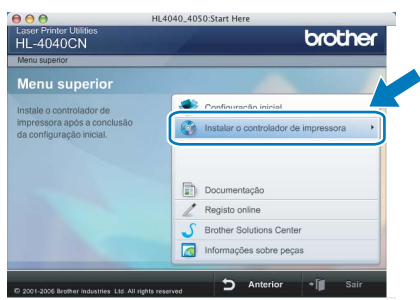 HL4040_4050:Start Here
Laser Printer Utilities
HL-4040CN
brother
Menu superior
Menu superior
Instale o controlador de
impressora após a conclusão
da configuração inicial.
Configuração inicial
Instalar o controlador de impressora
Documentação
Registo online
Brother Solutions Center
Informações sobre peças
© 2001-2006 Brother Industries Ltd All rights reserved
Anterior
Sair